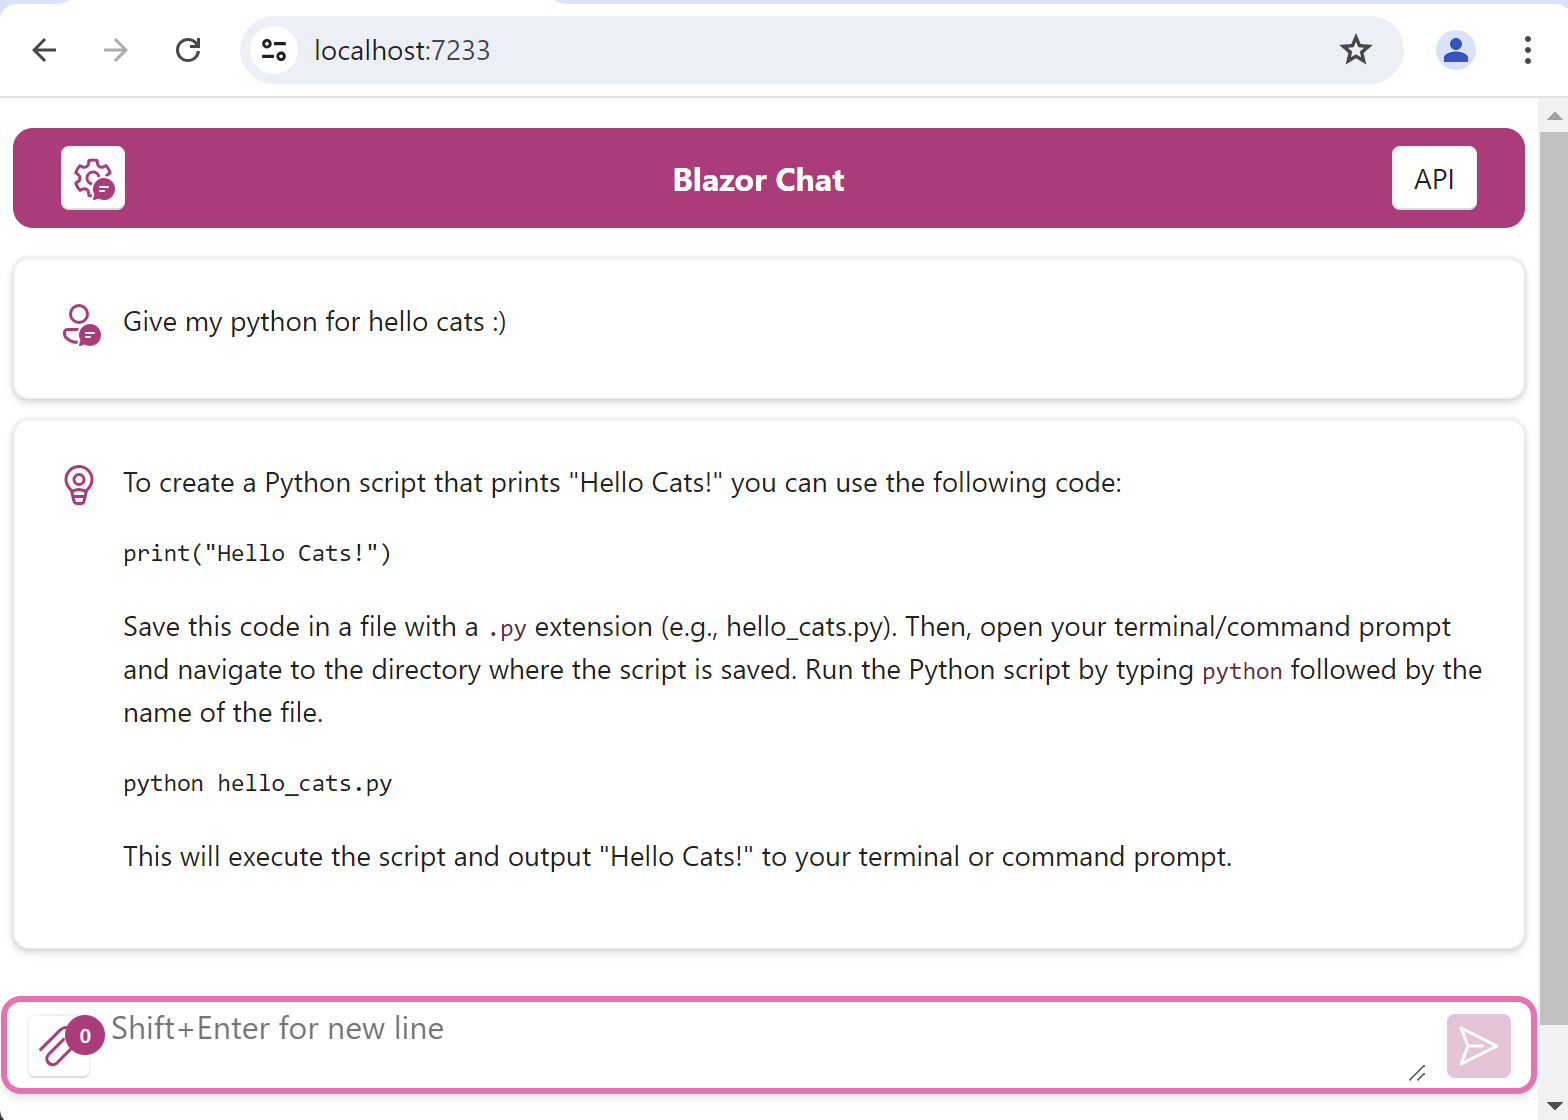 localhost:7233
Blazor Chat
API
Give my python for hello cats :)
To create a Python script that prints "Hello Cats!" you can use the following code:
print("Hello Cats!")
Save this code in a file with a .py extension (e.g., hello_cats.py). Then, open your terminal/command prompt
and navigate to the directory where the script is saved. Run the Python script by typing python followed by the
name of the file.
python hello_cats.py
This will execute the script and output "Hello Cats!" to your terminal or command prompt.
0
Shift+Enter for new line